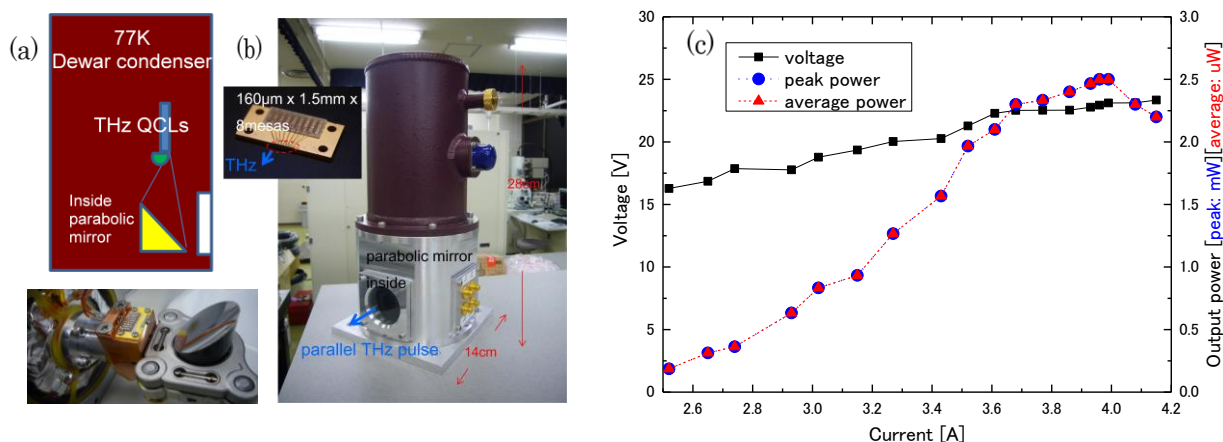 (a)
77K
Dewar condenser
THz QCLs
Inside
parabolic
mirror
(b)
160μm x 1.5mm x
8mesas
THz
28cm
parabolic mirror
inside
14cm
parallel THz pulse
(c)
voltage
peak power
average power
30
25
20
15
10
5
0
Voltage [V]
3.0
2.5
2.0
1.5
1.0
0.5
0.0
Output power [peak: mW][average: uW]
2.6 2.8 3.0 3.2 3.4 3.6 3.8 4.0 4.2
Current [A]